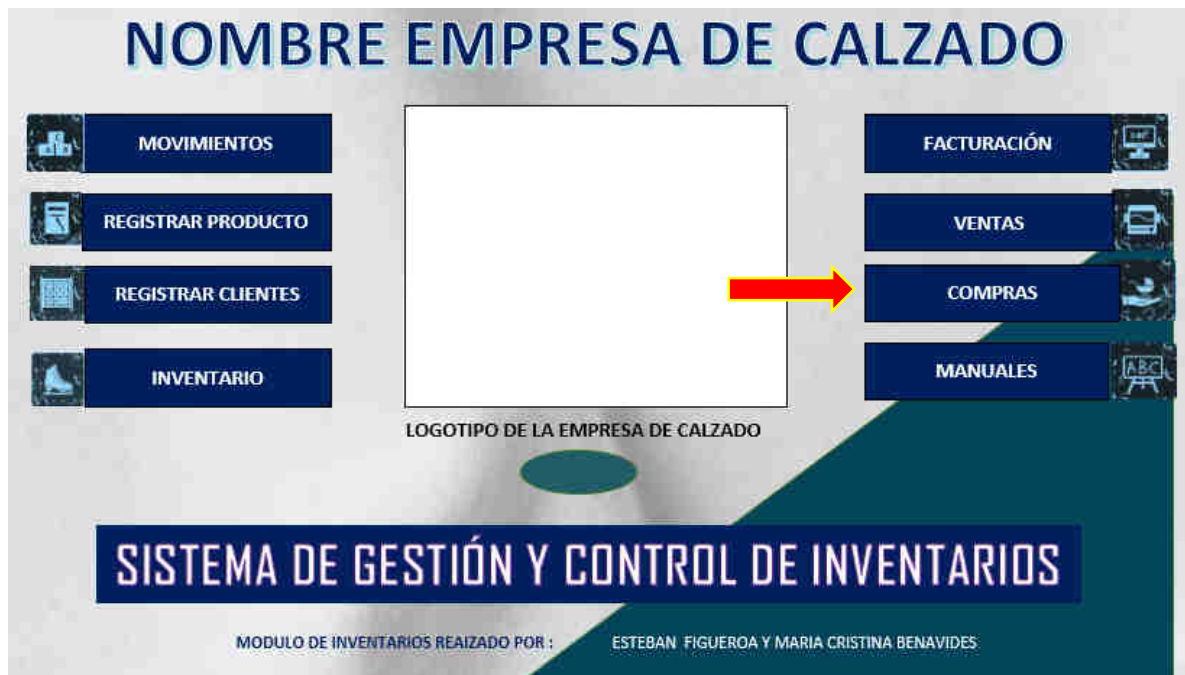 NOMBRE EMPRESA DE CALZADO
MOVIMIENTOS
REGISTRAR PRODUCTO
REGISTRAR CLIENTES
INVENTARIO
FACTURACIÓN
VENTAS
COMPRAS
MANUALES
ABC
LOGOTIPO DE LA EMPRESA DE CALZADO
SISTEMA DE GESTIÓN Y CONTROL DE INVENTARIOS
MODULO DE INVENTARIOS REAIZADO POR : ESTEBAN FIGUEROA Y MARIA CRISTINA BENAVIDES